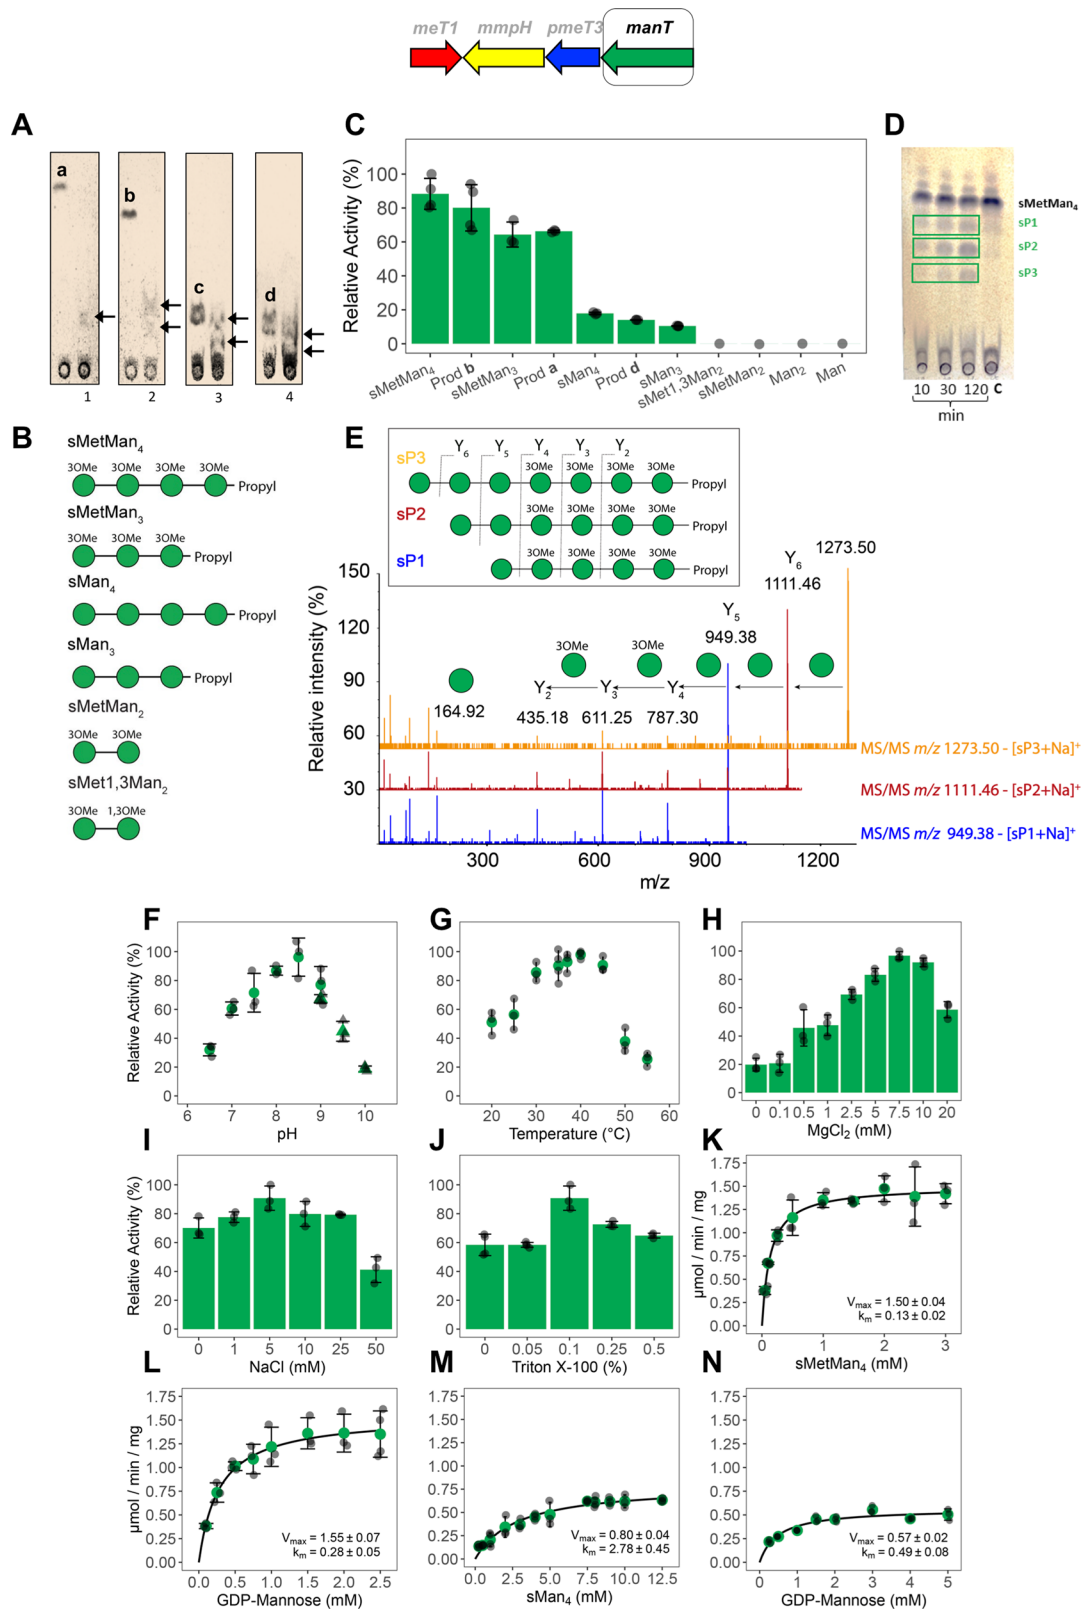 meT1 mmpH pmeT3 manT
A
a
b
c
d
1 2 3 4
B
sMetMan4
3OMe 3OMe 3OMe 3OMe
Propyl
sMetMan3
3OMe 3OMe 3OMe
Propyl
sMan4
Propyl
sMan3
Propyl
sMetMan2
3OMe 3OMe
sMet1,3Man2
3OMe 1,3OMe
C
Relative Activity (%)
100
80
60
40
20
0
sMetMan4 Prod b sMetMan3 Prod a sMan4 Prod d sMan3 sMet1,3Man2 sMetMan2 Man2 Man
D
sMetMan4
sP1
sP2
sP3
10 30 120 C
min
E
Y6 Y5 Y4 Y3 Y2
sP3
3OMe 3OMe 3OMe 3OMe
Propyl
sP2
3OMe 3OMe 3OMe 3OMe
Propyl
sP1
3OMe 3OMe 3OMe 3OMe
Propyl
1273.50
Y6
1111.46
Y5
949.38
3OMe 3OMe
Y2 Y3 Y4
164.92 435.18 611.25 787.30
Relative intensity (%)
150
120
90
60
30
MS/MS m/z 1273.50 - [sP3+Na]+
MS/MS m/z 1111.46 - [sP2+Na]+
MS/MS m/z 949.38 - [sP1+Na]+
300 600 900 1200
m/z
F
Relative Activity (%)
100
80
60
40
20
0
6 7 8 9 10
pH
G
100
80
60
40
20
0
20 30 40 50 60
Temperature (°C)
H
100
80
60
40
20
0
0 0.1 0.5 1 2.5 5 7.5 10 20
MgCl2 (mM)
I
Relative Activity (%)
100
80
60
40
20
0
0 1 5 10 25 50
NaCl (mM)
J
100
80
60
40
20
0
0 0.05 0.1 0.25 0.5
Triton X-100 (%)
K
µmol / min / mg
1.75
1.50
1.25
1.00
0.75
0.50
0.25
0.00
Vmax = 1.50 ± 0.04
km = 0.13 ± 0.02
0 1 2 3
sMetMan4 (mM)
L
µmol / min / mg
1.75
1.50
1.25
1.00
0.75
0.50
0.25
0.00
Vmax = 1.55 ± 0.07
km = 0.28 ± 0.05
0.0 0.5 1.0 1.5 2.0 2.5
GDP-Mannose (mM)
M
1.75
1.50
1.25
1.00
0.75
0.50
0.25
0.00
Vmax = 0.80 ± 0.04
km = 2.78 ± 0.45
0.0 2.5 5.0 7.5 10.0 12.5
sMan4 (mM)
N
1.75
1.50
1.25
1.00
0.75
0.50
0.25
0.00
Vmax = 0.57 ± 0.02
km = 0.49 ± 0.08
0 1 2 3 4 5
GDP-Mannose (mM)